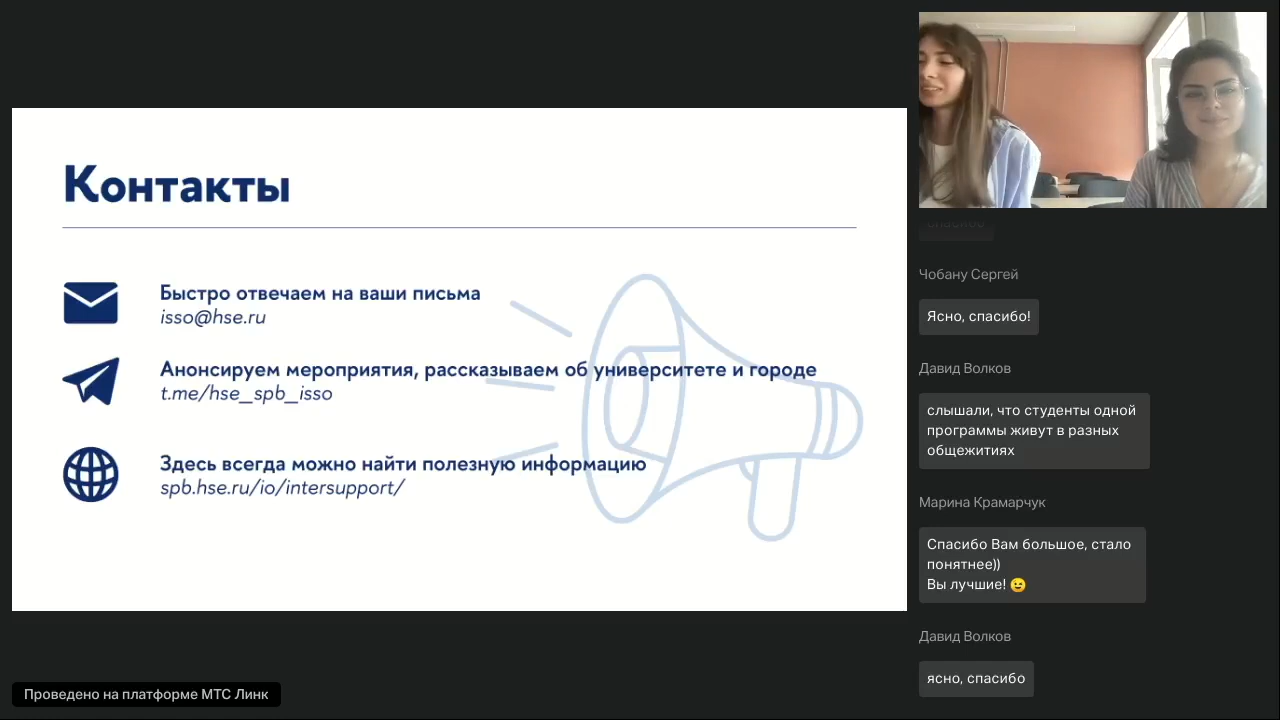 Контакты
Быстро отвечаем на ваши письма
isso@hse.ru
Анонсируем мероприятия, рассказываем об университете и городе
t.me/hse_spb_isso
Здесь всегда можно найти полезную информацию
spb.hse.ru/io/intersupport/
Проведено на платформе МТС Линк
спасибо
Чобану Сергей
Ясно, спасибо!
Давид Волков
слышали, что студенты одной
программы живут в разных
общежитиях
Марина Крамарчук
Спасибо Вам большое, стало
понятнее))
Вы лучшие! 😉
Давид Волков
ясно, спасибо